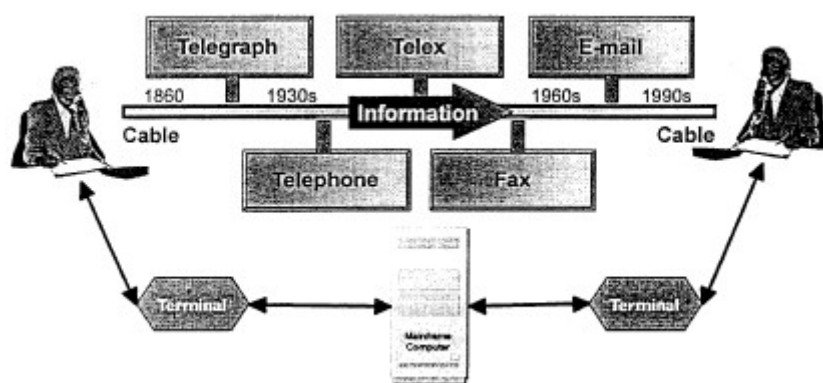 Telegraph
Telex
E-mail
1860
1930s
Information
1960s
1990s
Cable
Cable
Telephone
Fax
Terminal
Mainframe
Computer
Terminal